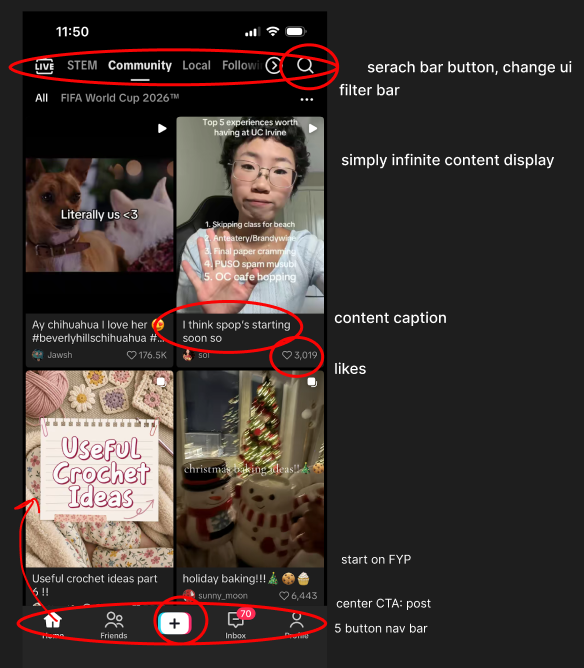 11:50
LIVE STEM Community Local Followin
serach bar button, change ui
filter bar
All FIFA World Cup 2026™
simply infinite content display
Top 5 experiences worth
having at UC Irvine
Literally us <3
1. Skipping class for beach
2. Anteatery/Brandywine
3. Final paper cramming
4. PUSO spam musubi
5. OC cafe hopping
content caption
Ay chihuahua I love her 🥹
#beverlyhillschihuahua #...
I think spop's starting
soon so
Jawsh 176.5K
soi 3,019
likes
Useful
Crochet
Ideas
christmas baking ideas!!🎄🍪
Useful crochet ideas part
6 !!
holiday baking!!!🎄🍪🧁
sunny_moon 6,443
start on FYP
center CTA: post
5 button nav bar
70
Home Friends Inbox Profile